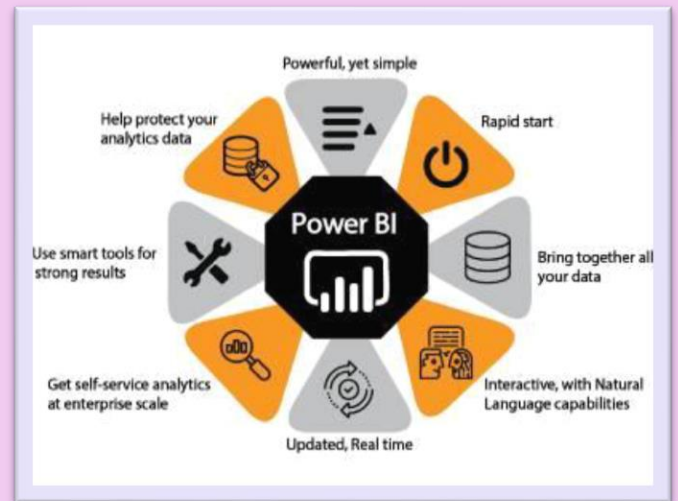 Powerful, yet simple
Help protect your
analytics data
Rapid start
Power BI
Use smart tools for
strong results
Bring together all
your data
Get self-service analytics
at enterprise scale
Interactive, with Natural
Language capabilities
Updated, Real time